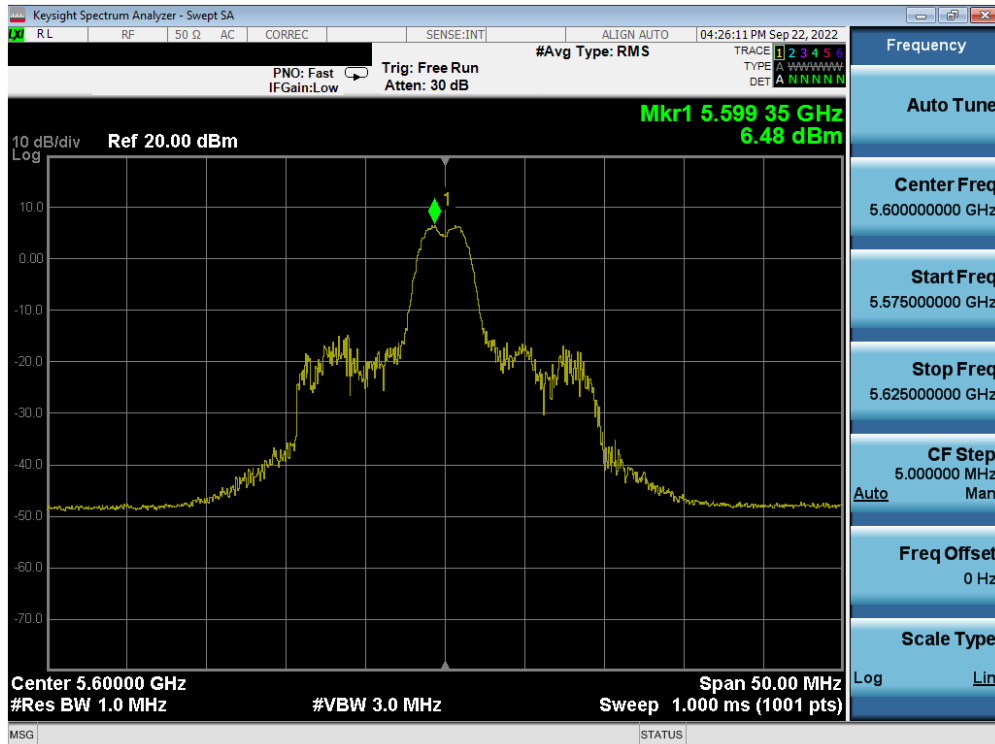 Keysight Spectrum Analyzer - Swept SA
LXI RL RF 50 Ω AC CORREC SENSE:INT ALIGN AUTO 04:26:11 PM Sep 22, 2022
#Avg Type: RMS
TRACE 1 2 3 4 5 6
PNO: Fast Trig: Free Run TYPE A WWWWW
IFGain:Low Atten: 30 dB DET A N N N N N
Mkr1 5.599 35 GHz
6.48 dBm
10 dB/div Ref 20.00 dBm
Log
1
10.0
0.00
-10.0
-20.0
-30.0
-40.0
-50.0
-60.0
-70.0
Center 5.60000 GHz Span 50.00 MHz
#Res BW 1.0 MHz #VBW 3.0 MHz Sweep 1.000 ms (1001 pts)
MSG STATUS
Frequency
Auto Tune
Center Freq
5.600000000 GHz
Start Freq
5.575000000 GHz
Stop Freq
5.625000000 GHz
CF Step
5.000000 MHz
Auto Man
Freq Offset
0 Hz
Scale Type
Log Lin